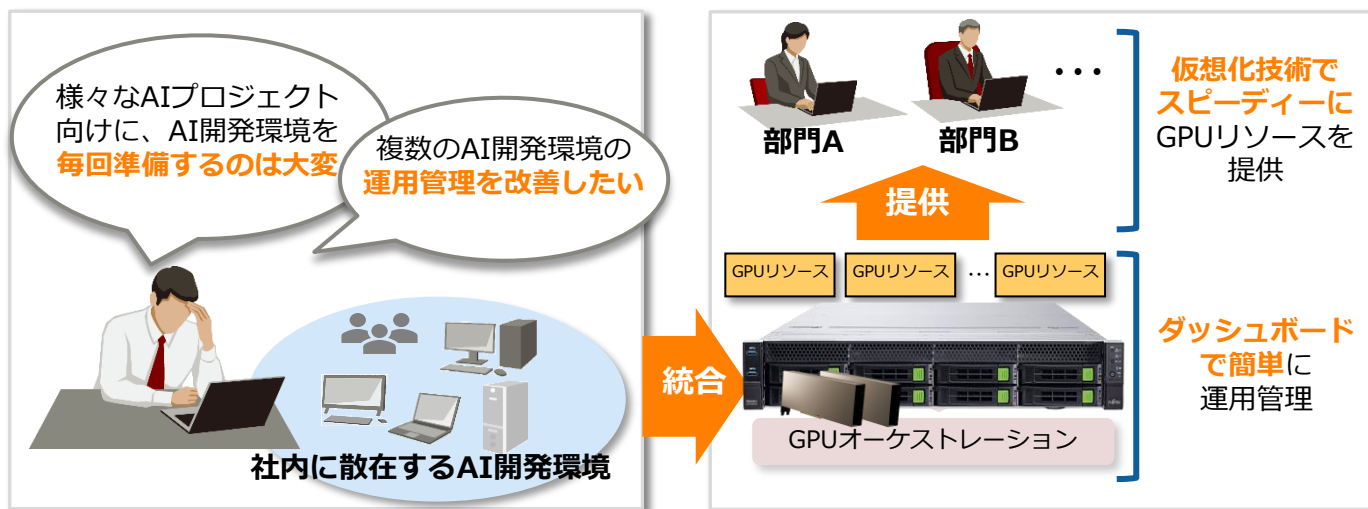 様々なAIプロジェクト
向けに、AI開発環境を
毎回準備するのは大変
複数のAI開発環境の
運用管理を改善したい
社内に散在するAI開発環境
統合
部門A
部門B
・・・
仮想化技術で
スピーディーに
GPUリソースを
提供
提供
GPUリソース
GPUリソース
…
GPUリソース
GPUオーケストレーション
ダッシュボード
で簡単に
運用管理